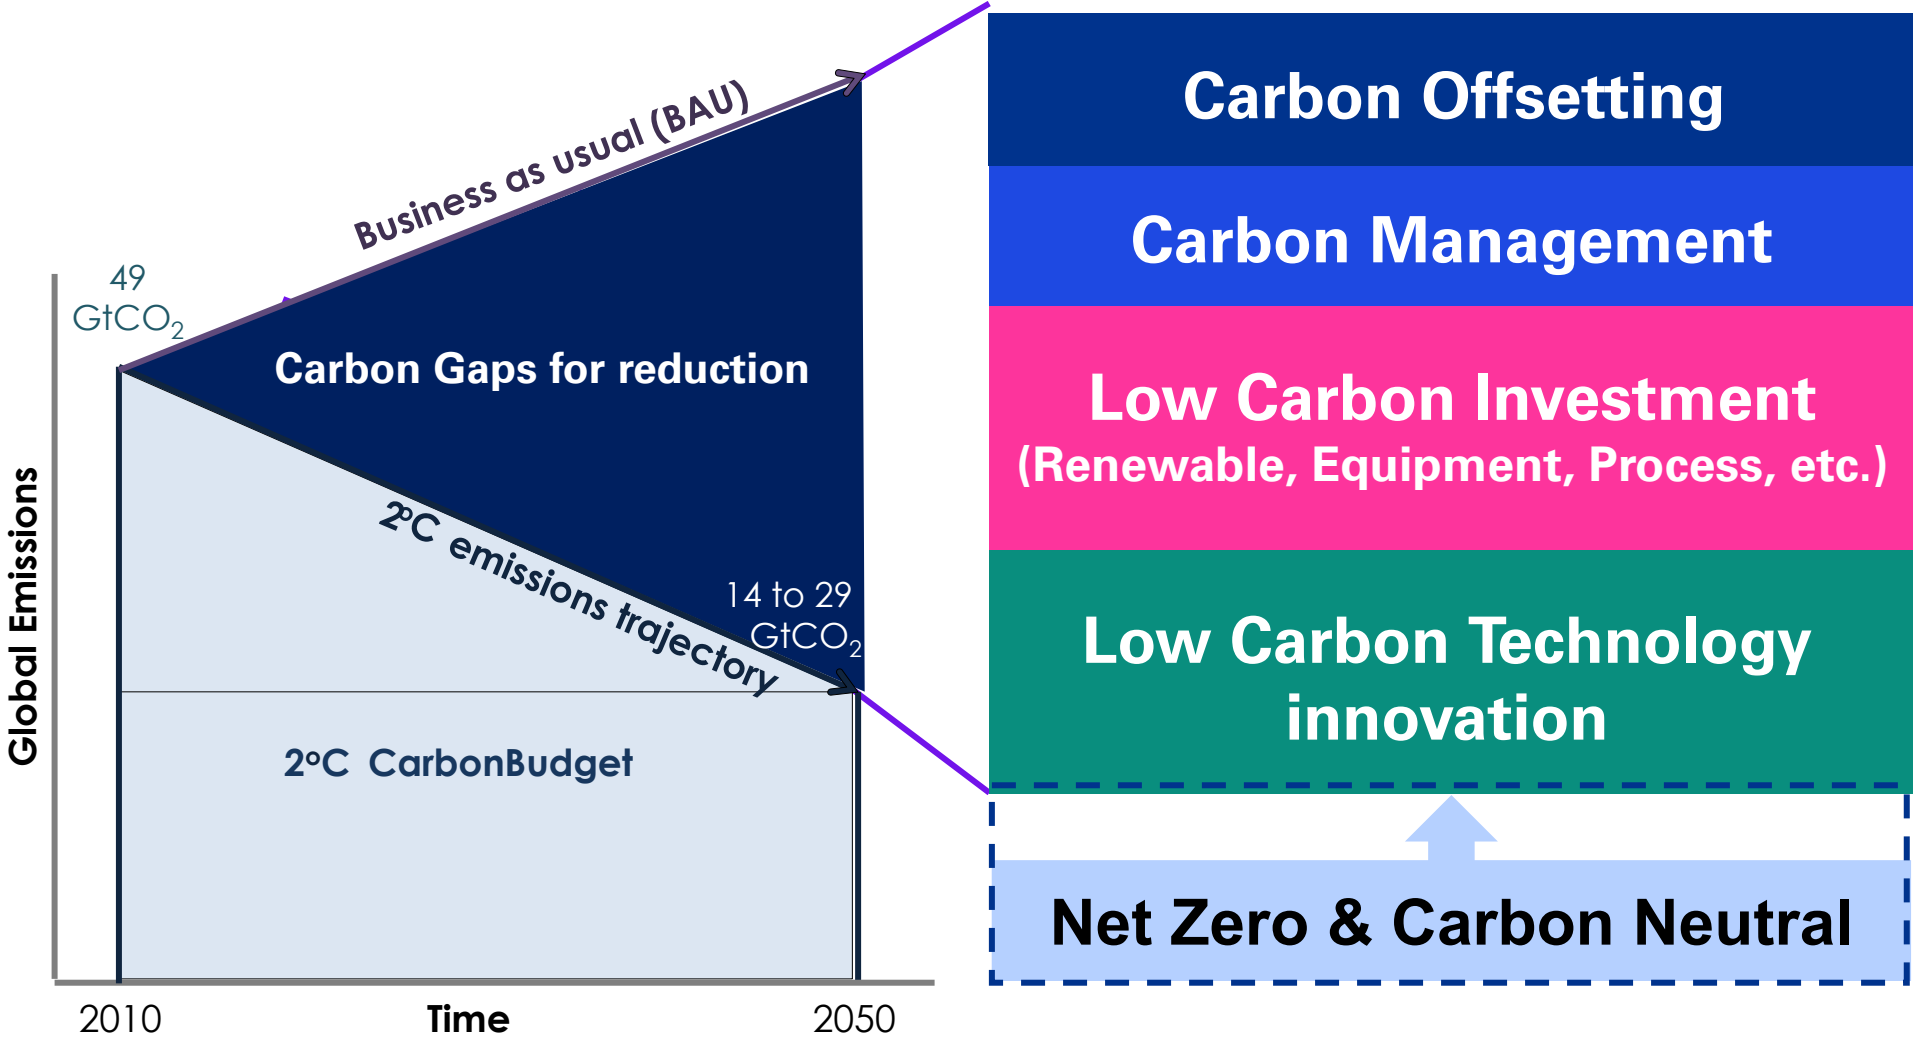 Business as usual (BAU)
49
GtCO₂
Carbon Gaps for reduction
2ºC emissions trajectory
14 to 29
GtCO₂
2ºC CarbonBudget
Global Emissions
2010
Time
2050
Carbon Offsetting
Carbon Management
Low Carbon Investment
(Renewable, Equipment, Process, etc.)
Low Carbon Technology
innovation
Net Zero & Carbon Neutral